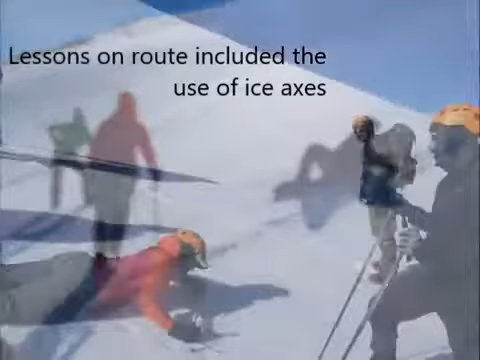 Lessons on route included the
use of ice axes